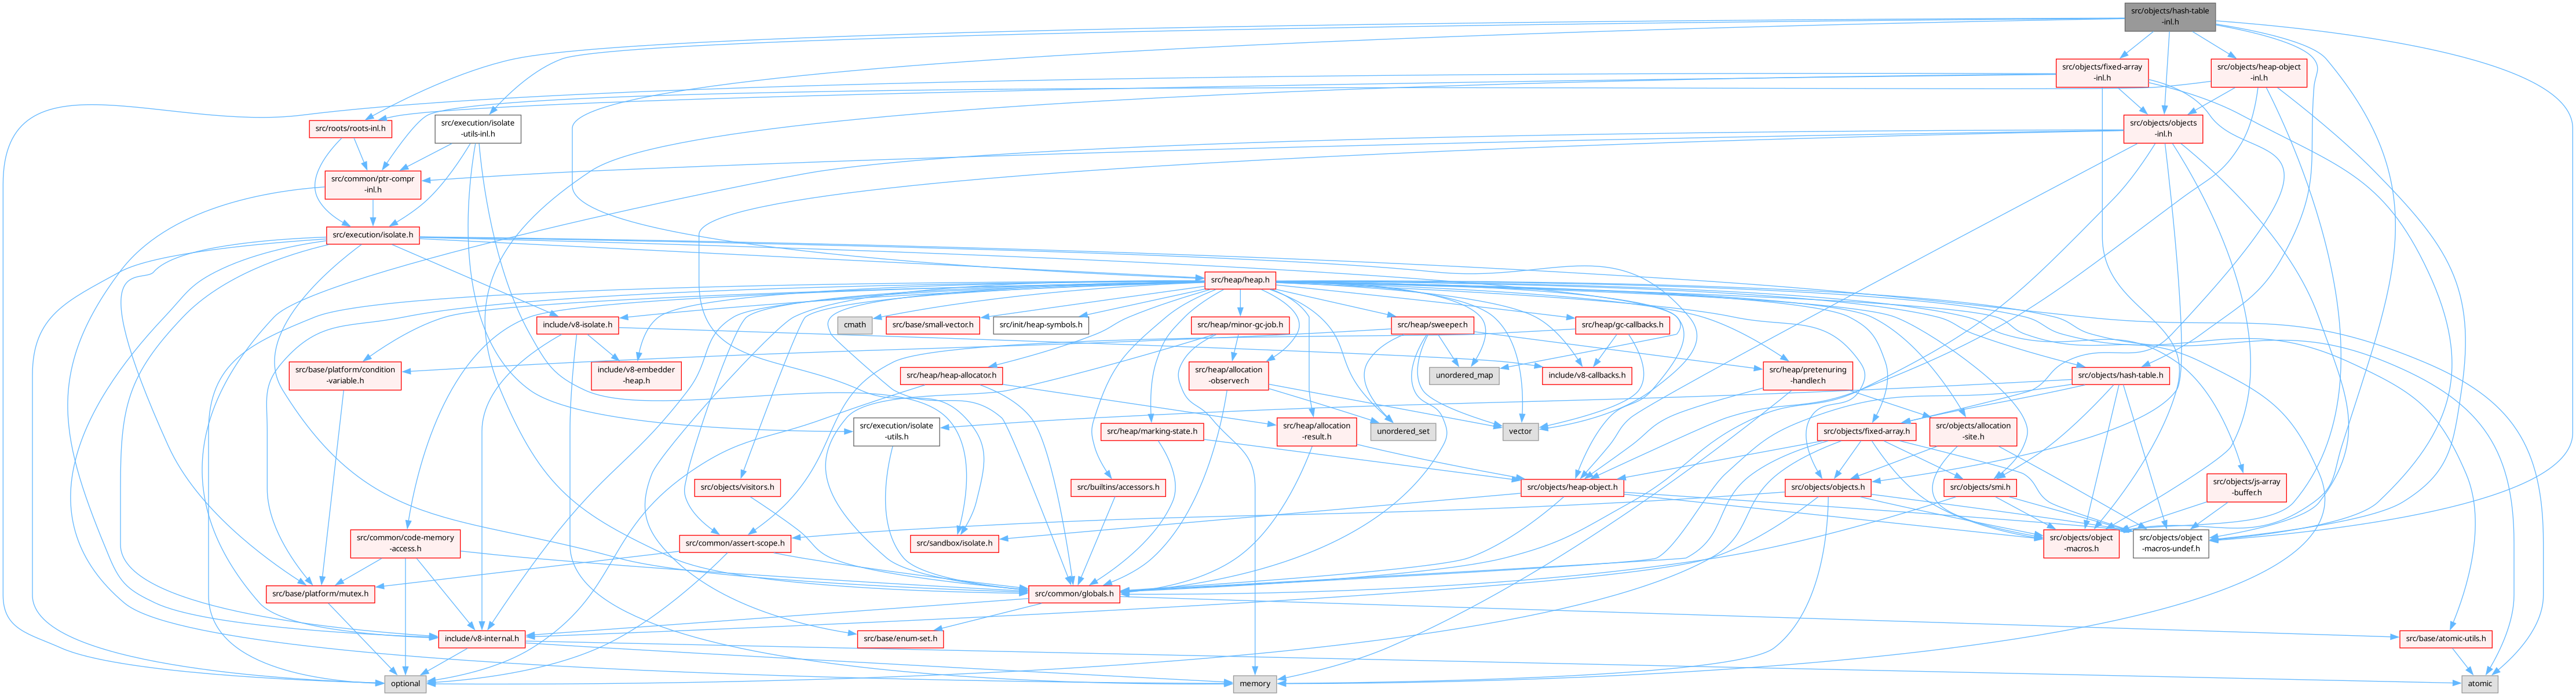 src/objects/hash-table
-inl.h
src/objects/fixed-array
-inl.h
src/objects/heap-object
-inl.h
src/roots/roots-inl.h
src/execution/isolate
-utils-inl.h
src/objects/objects
-inl.h
src/common/ptr-compr
-inl.h
src/execution/isolate.h
src/heap/heap.h
include/v8-isolate.h
cmath
src/base/small-vector.h
src/init/heap-symbols.h
src/heap/minor-gc-job.h
src/heap/sweeper.h
src/heap/gc-callbacks.h
src/base/platform/condition
-variable.h
include/v8-embedder
-heap.h
src/heap/heap-allocator.h
src/heap/allocation
-observer.h
unordered_map
include/v8-callbacks.h
src/heap/pretenuring
-handler.h
src/objects/hash-table.h
src/execution/isolate
-utils.h
src/heap/marking-state.h
src/heap/allocation
-result.h
unordered_set
vector
src/objects/fixed-array.h
src/objects/allocation
-site.h
src/objects/visitors.h
src/builtins/accessors.h
src/objects/heap-object.h
src/objects/objects.h
src/objects/smi.h
src/objects/js-array
-buffer.h
src/common/code-memory
-access.h
src/common/assert-scope.h
src/sandbox/isolate.h
src/objects/object
-macros.h
src/objects/object
-macros-undef.h
src/base/platform/mutex.h
src/common/globals.h
include/v8-internal.h
src/base/enum-set.h
src/base/atomic-utils.h
optional
memory
atomic